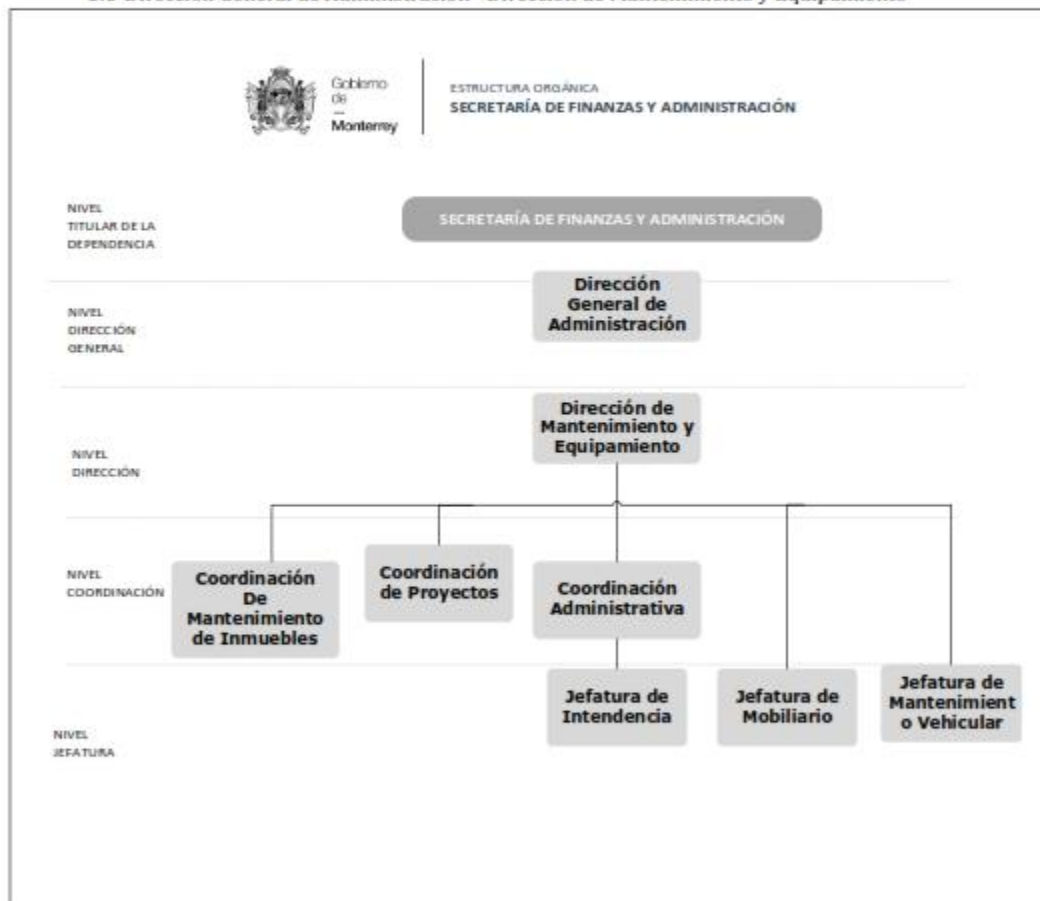 Gobierno
de
Monterrey
ESTRUCTURA ORGÁNICA
SECRETARÍA DE FINANZAS Y ADMINISTRACIÓN
NIVEL
TITULAR DE LA
DEPENDENCIA
SECRETARÍA DE FINANZAS Y ADMINISTRACIÓN
NIVEL
DIRECCIÓN
GENERAL
Dirección
General de
Administración
NIVEL
DIRECCIÓN
Dirección de
Mantenimiento y
Equipamiento
NIVEL
COORDINACIÓN
Coordinación
De
Mantenimiento
de Inmuebles
Coordinación
de Proyectos
Coordinación
Administrativa
NIVEL
JEFATURA
Jefatura de
Intendencia
Jefatura de
Mobiliario
Jefatura de
Mantenimient
o Vehicular